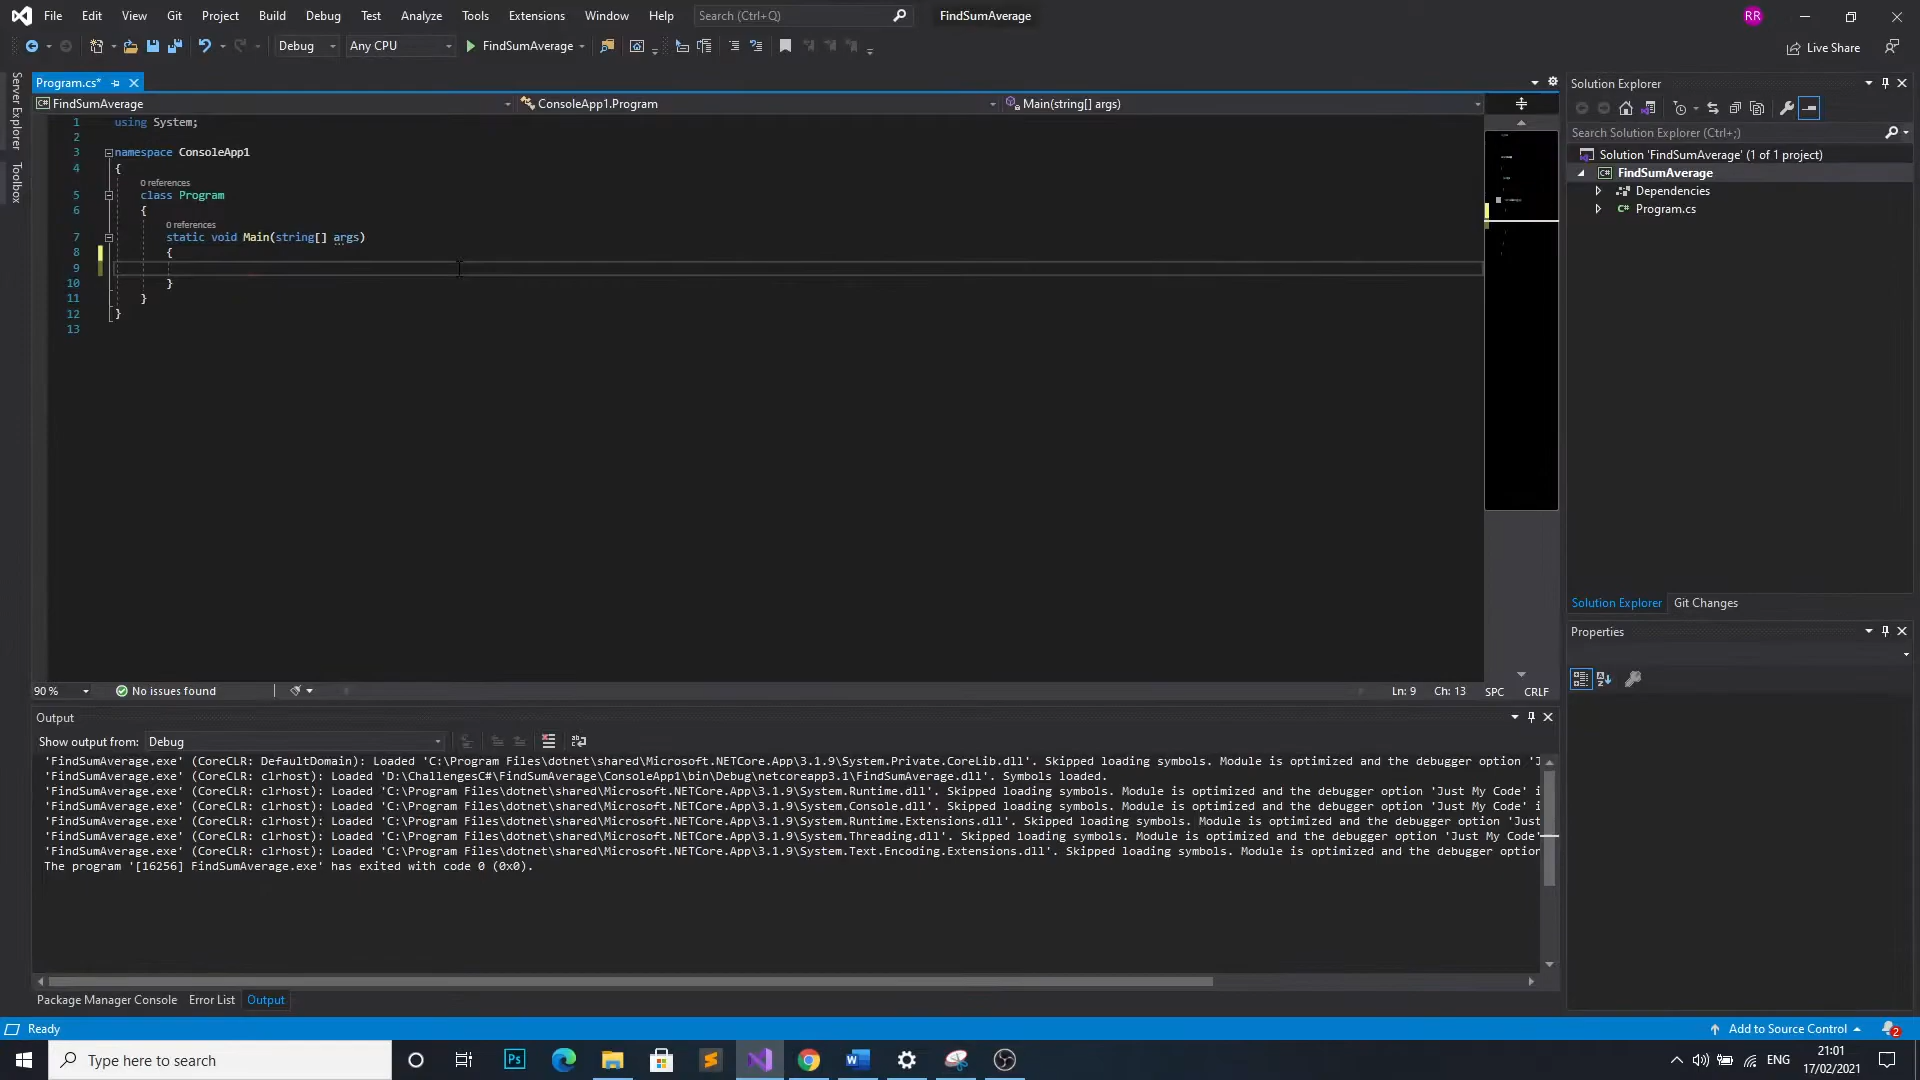 File Edit View Git Project Build Debug Test Analyze Tools Extensions Window Help Search (Ctrl+Q) FindSumAverage RR
Debug Any CPU FindSumAverage Live Share
Server Explorer
Toolbox
Program.cs*
FindSumAverage ConsoleApp1.Program Main(string[] args)
1 using System;
2
3 namespace ConsoleApp1
4 {
0 references
5 class Program
6 {
0 references
7 static void Main(string[] args)
8 {
9
10 }
11 }
12 }
13
90 % No issues found Ln: 9 Ch: 13 SPC CRLF
Solution Explorer
Search Solution Explorer (Ctrl+;)
Solution 'FindSumAverage' (1 of 1 project)
C# FindSumAverage
Dependencies
C# Program.cs
Solution Explorer Git Changes
Properties
Output
Show output from: Debug
'FindSumAverage.exe' (CoreCLR: DefaultDomain): Loaded 'C:\Program Files\dotnet\shared\Microsoft.NETCore.App\3.1.9\System.Private.CoreLib.dll'. Skipped loading symbols. Module is optimized and the debugger option 'J
'FindSumAverage.exe' (CoreCLR: clrhost): Loaded 'D:\ChallengesC#\FindSumAverage\ConsoleApp1\bin\Debug\netcoreapp3.1\FindSumAverage.dll'. Symbols loaded.
'FindSumAverage.exe' (CoreCLR: clrhost): Loaded 'C:\Program Files\dotnet\shared\Microsoft.NETCore.App\3.1.9\System.Runtime.dll'. Skipped loading symbols. Module is optimized and the debugger option 'Just My Code' i
'FindSumAverage.exe' (CoreCLR: clrhost): Loaded 'C:\Program Files\dotnet\shared\Microsoft.NETCore.App\3.1.9\System.Console.dll'. Skipped loading symbols. Module is optimized and the debugger option 'Just My Code' i
'FindSumAverage.exe' (CoreCLR: clrhost): Loaded 'C:\Program Files\dotnet\shared\Microsoft.NETCore.App\3.1.9\System.Runtime.Extensions.dll'. Skipped loading symbols. Module is optimized and the debugger option 'Just
'FindSumAverage.exe' (CoreCLR: clrhost): Loaded 'C:\Program Files\dotnet\shared\Microsoft.NETCore.App\3.1.9\System.Threading.dll'. Skipped loading symbols. Module is optimized and the debugger option 'Just My Code'
'FindSumAverage.exe' (CoreCLR: clrhost): Loaded 'C:\Program Files\dotnet\shared\Microsoft.NETCore.App\3.1.9\System.Text.Encoding.Extensions.dll'. Skipped loading symbols. Module is optimized and the debugger option
The program '[16256] FindSumAverage.exe' has exited with code 0 (0x0).
Package Manager Console Error List Output
Ready Add to Source Control 2
Type here to search Ps ENG 21:01
17/02/2021